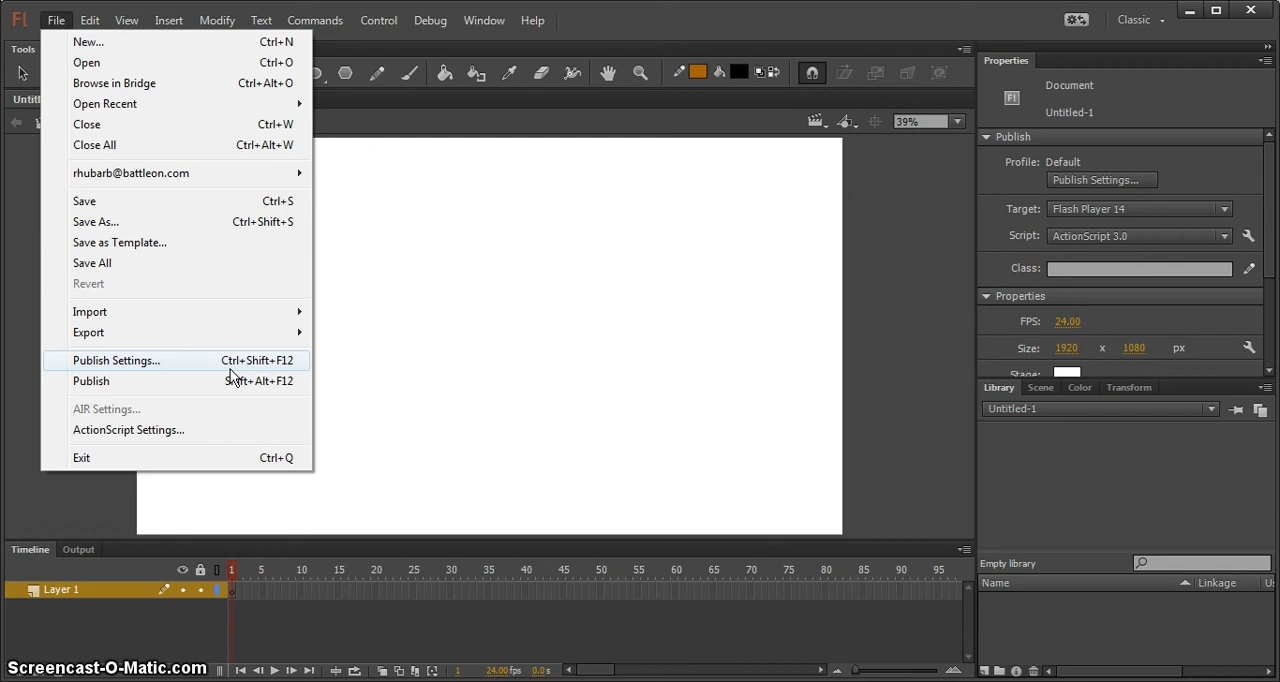 Fl File Edit View Insert Modify Text Commands Control Debug Window Help Classic
Tools
New... Ctrl+N
Open Ctrl+O
Browse in Bridge Ctrl+Alt+O
Open Recent
Close Ctrl+W
Close All Ctrl+Alt+W
rhubarb@battleon.com
Save Ctrl+S
Save As... Ctrl+Shift+S
Save as Template...
Save All
Revert
Import
Export
Publish Settings... Ctrl+Shift+F12
Publish Shift+Alt+F12
AIR Settings...
ActionScript Settings...
Exit Ctrl+Q
39%
Properties
Fl Document
Untitled-1
Publish
Profile: Default
Publish Settings...
Target: Flash Player 14
Script: ActionScript 3.0
Class:
Properties
FPS: 24.00
Size: 1920 x 1080 px
Library Scene Color Transform
Untitled-1
Empty library
Name Linkage
Timeline Output
1 5 10 15 20 25 30 35 40 45 50 55 60 65 70 75 80 85 90 95
Layer 1
1 24.00 fps 0.0 s
Screencast-O-Matic.com